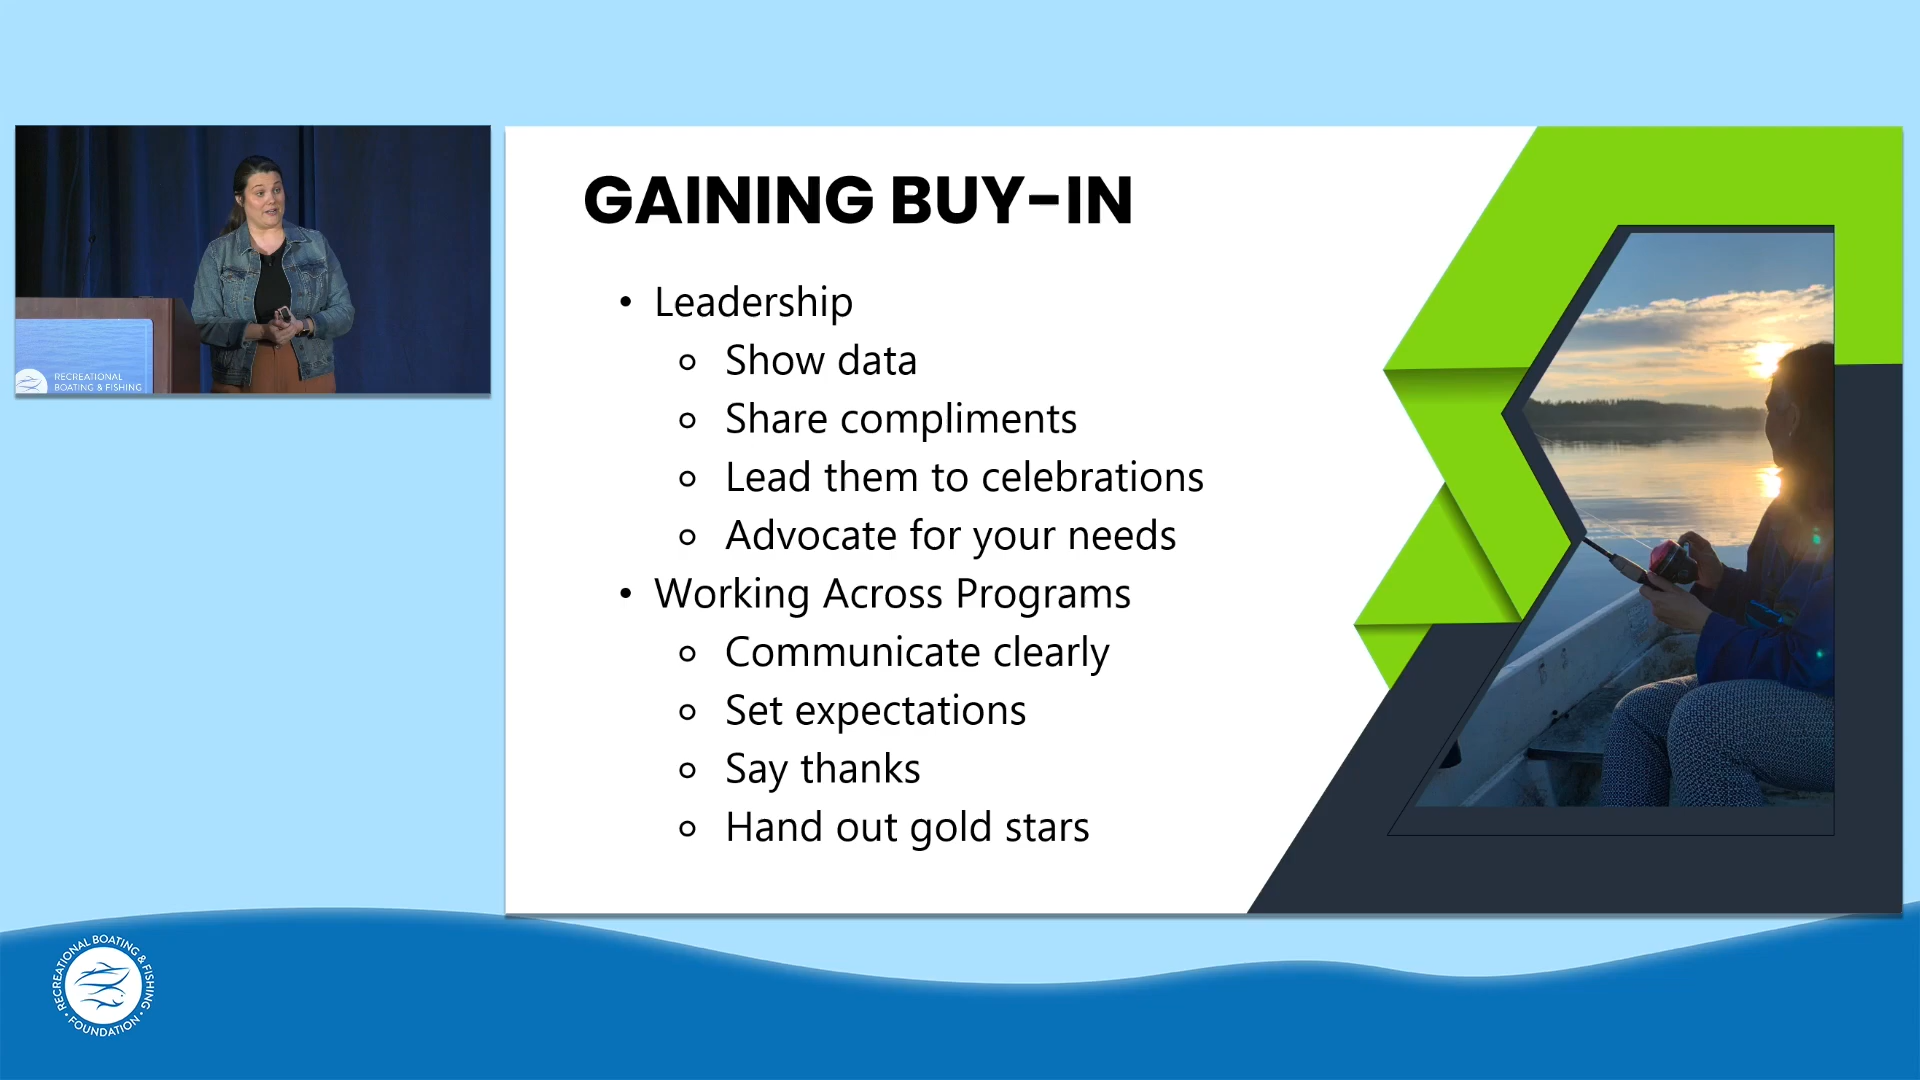 GAINING BUY-IN
• Leadership
o Show data
o Share compliments
o Lead them to celebrations
o Advocate for your needs
• Working Across Programs
o Communicate clearly
o Set expectations
o Say thanks
o Hand out gold stars
RECREATIONAL
BOATING & FISHING
RECREATIONAL BOATING & FISHING
• FOUNDATION •